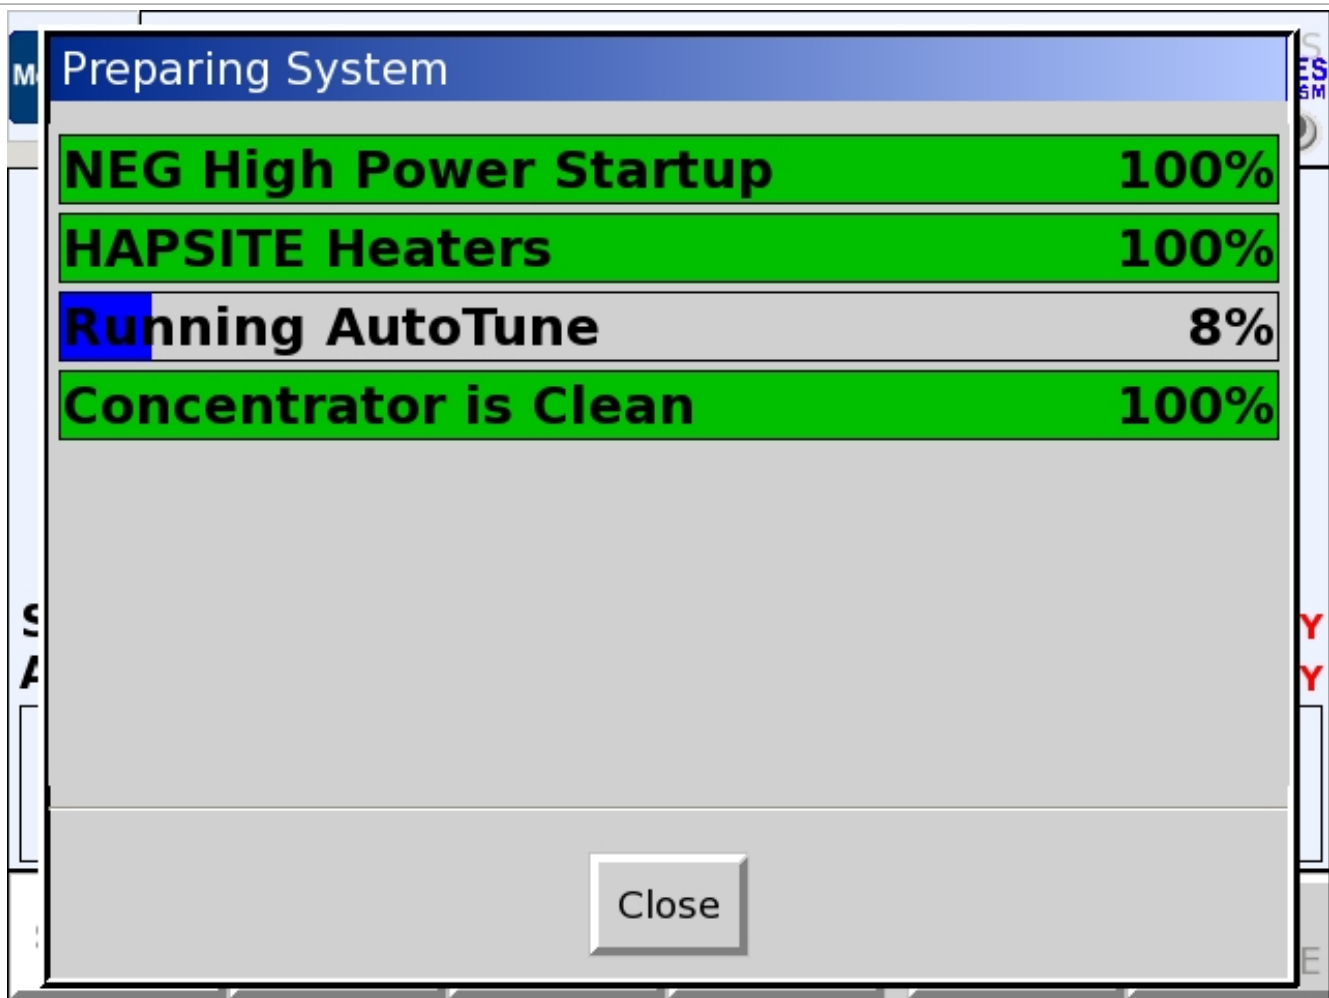 Preparing System
NEG High Power Startup 100%
HAPSITE Heaters 100%
Running AutoTune 8%
Concentrator is Clean 100%
Close